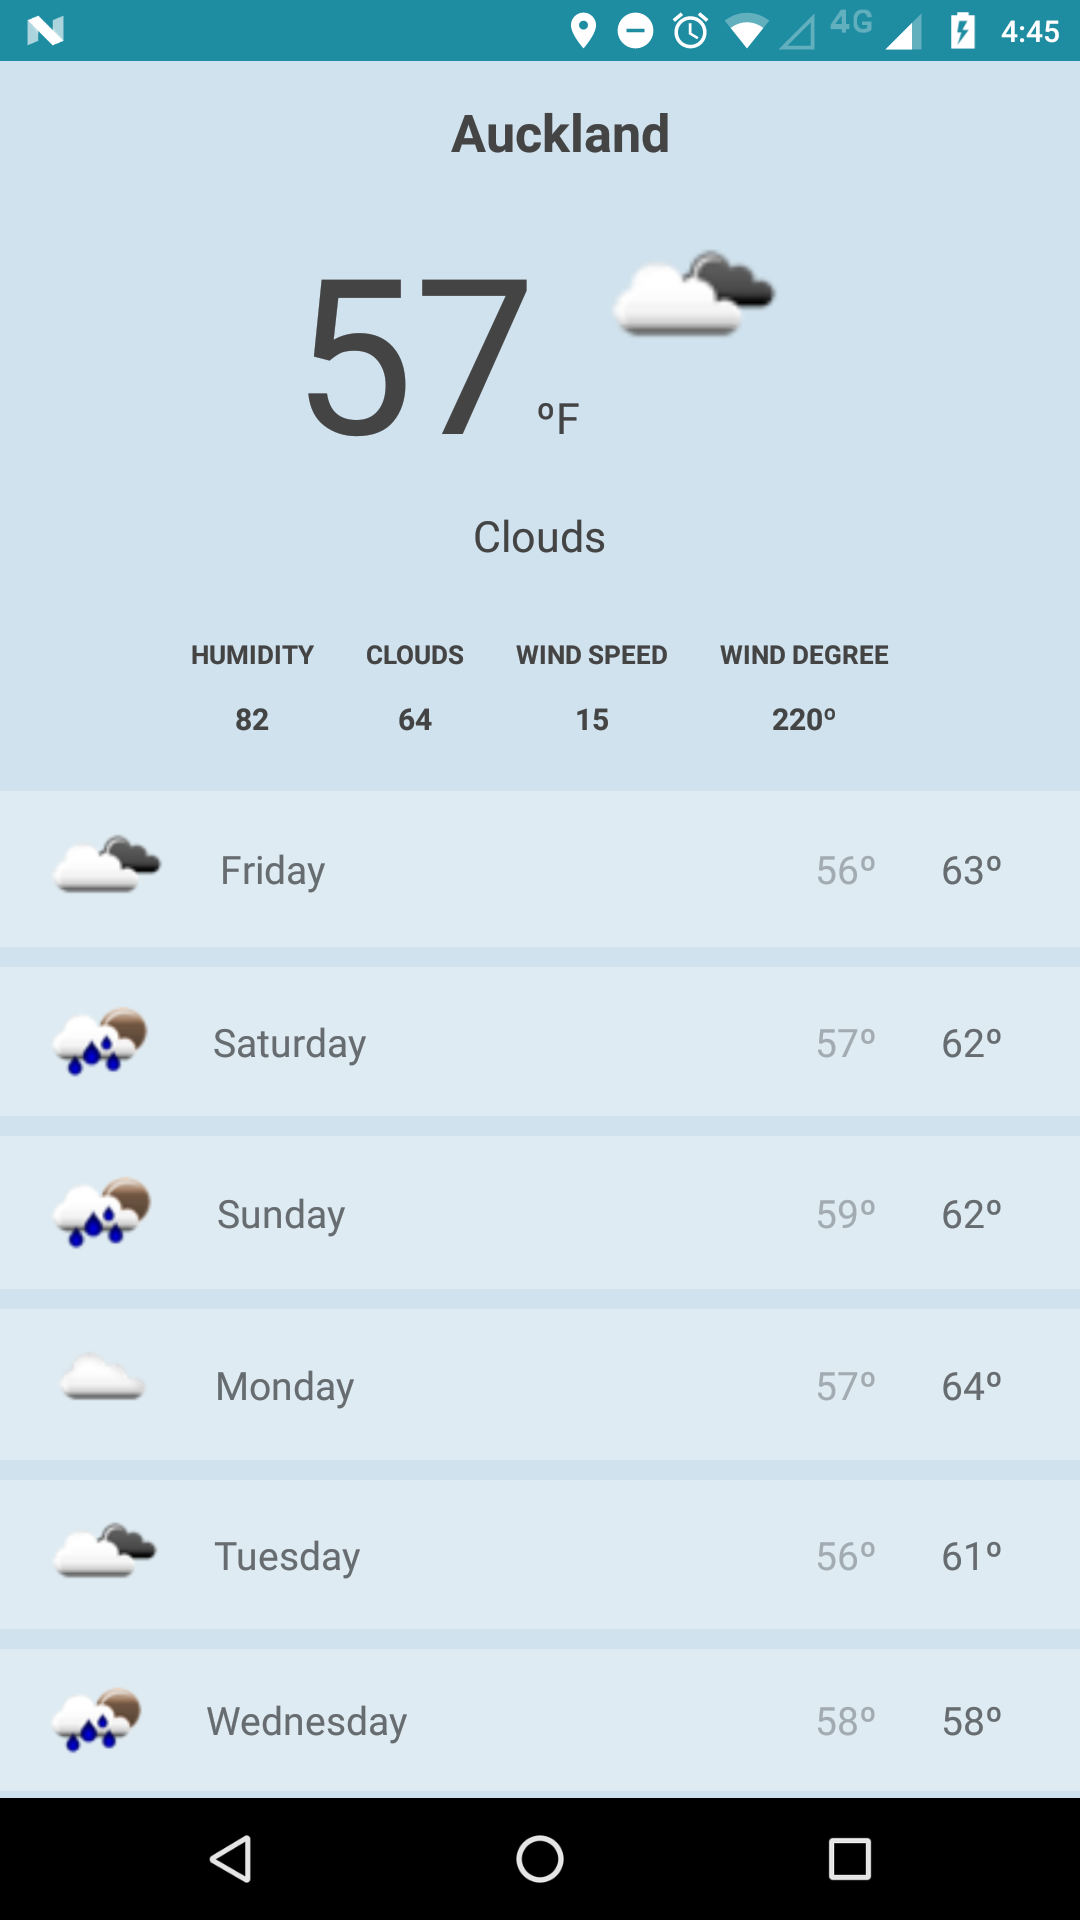 4G 4:45
Auckland
57 ºF
Clouds
HUMIDITY CLOUDS WIND SPEED WIND DEGREE
82 64 15 220º
Friday 56º 63º
Saturday 57º 62º
Sunday 59º 62º
Monday 57º 64º
Tuesday 56º 61º
Wednesday 58º 58º